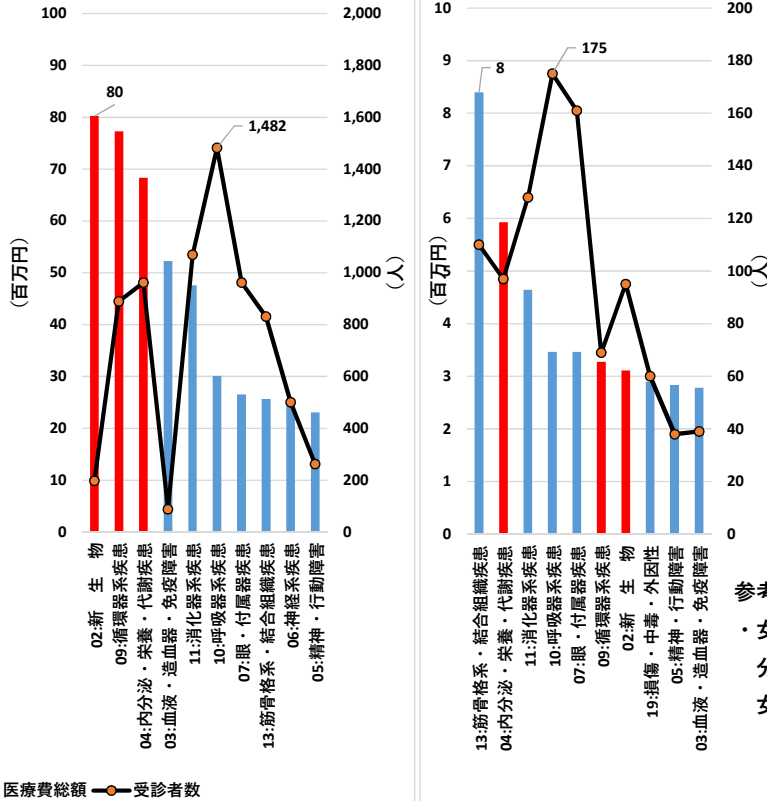 100
90
80
70
60
50
40
30
20
10
0
2,000
1,800
1,600
1,400
1,200
1,000
800
600
400
200
0
(百万円)
(人)
80
1,482
02:新 生 物
09:循環器系疾患
04:内分泌・栄養・代謝疾患
03:血液・造血器・免疫障害
11:消化器系疾患
10:呼吸器系疾患
07:眼・付属器疾患
13:筋骨格系・結合組織疾患
06:神経系疾患
05:精神・行動障害
10
9
8
7
6
5
4
3
2
1
0
200
180
160
140
120
100
80
60
40
20
0
(百万円)
(人)
8
175
13:筋骨格系・結合組織疾患
04:内分泌・栄養・代謝疾患
11:消化器系疾患
10:呼吸器系疾患
07:眼・付属器疾患
09:循環器系疾患
02:新 生 物
19:損傷・中毒・外因性
05:精神・行動障害
03:血液・造血器・免疫障害
医療費総額 受診者数
参考
・女
分
女